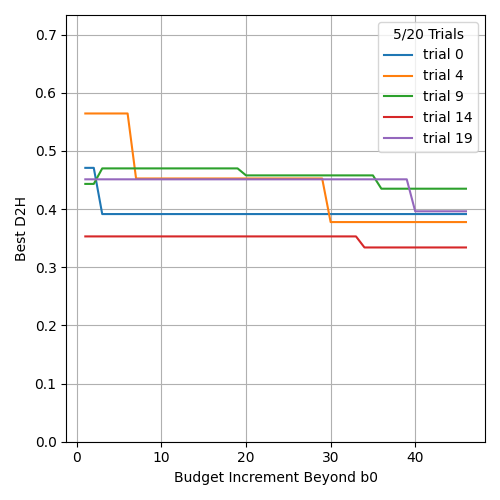 5/20 Trials
trial 0
trial 4
trial 9
trial 14
trial 19
0.7
0.6
0.5
0.4
0.3
0.2
0.1
0.0
Best D2H
0 10 20 30 40
Budget Increment Beyond b0